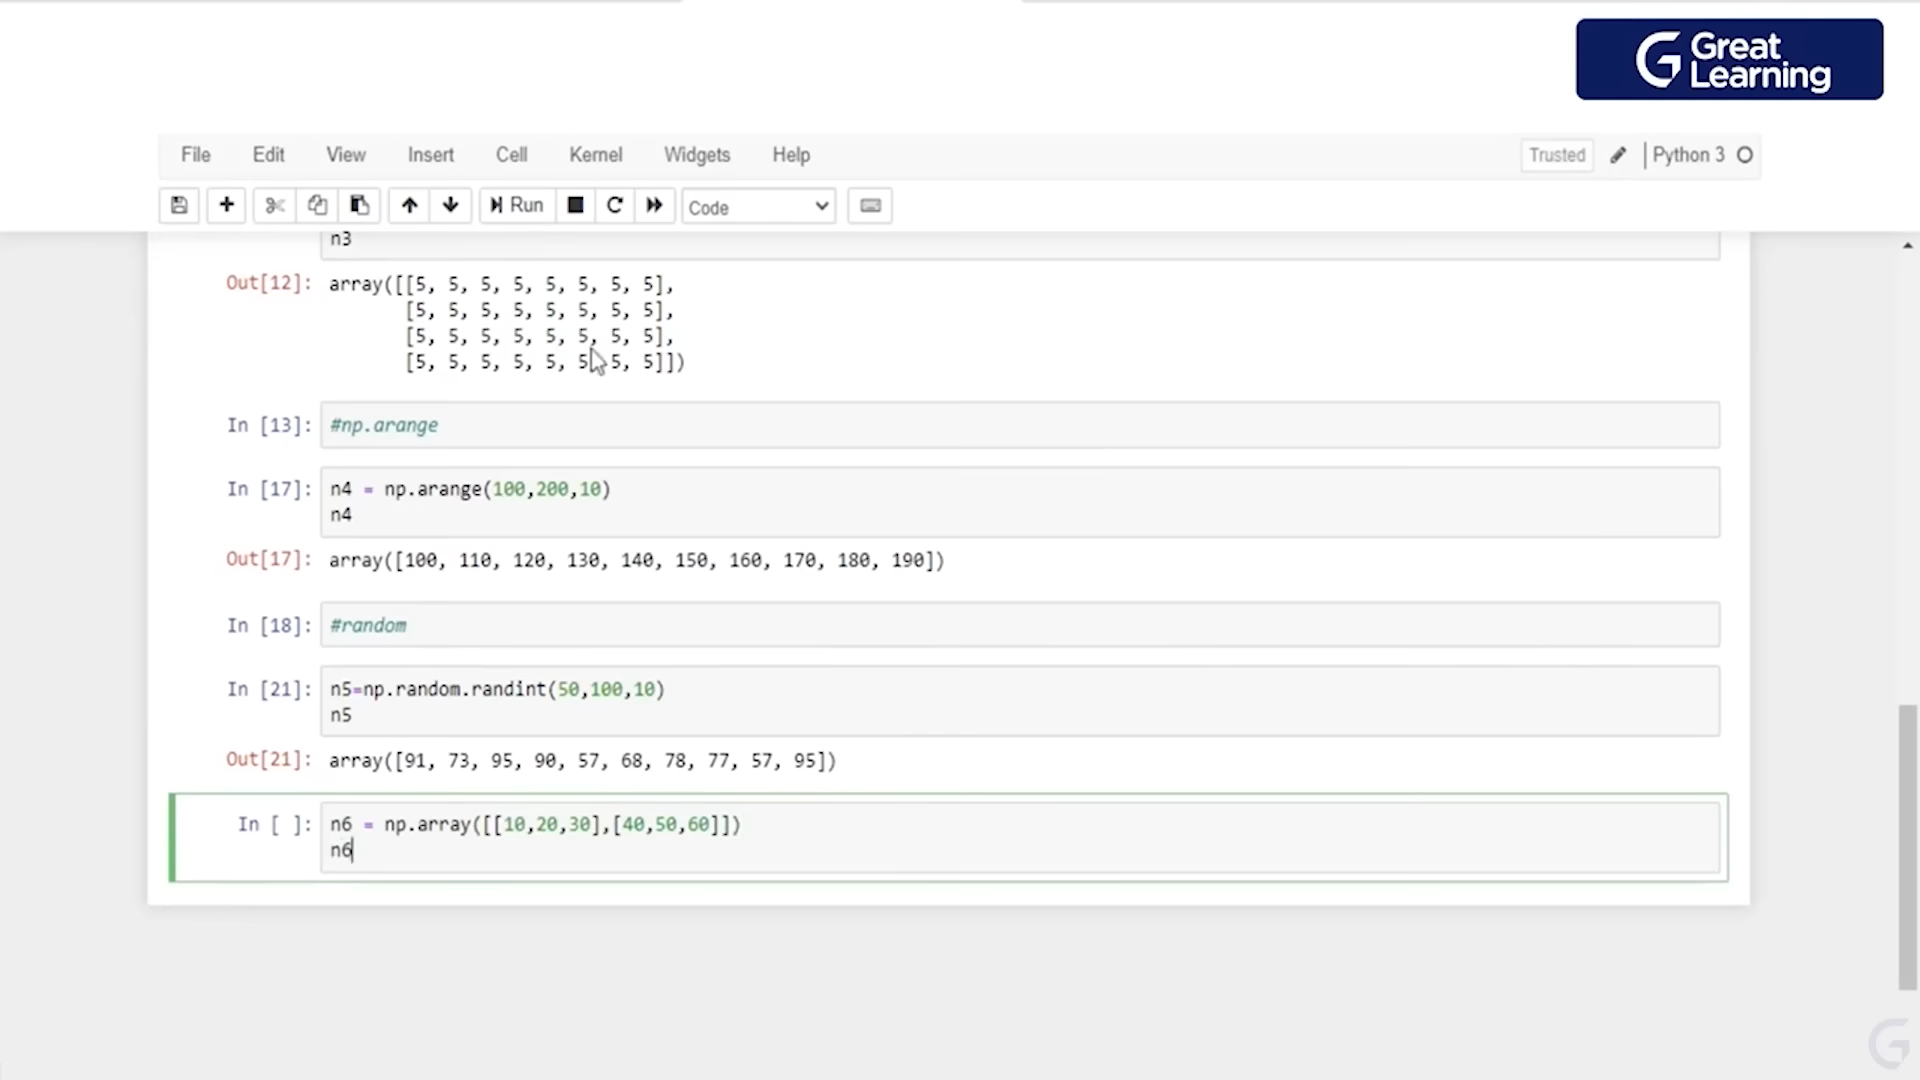 Great
Learning
File Edit View Insert Cell Kernel Widgets Help Trusted Python 3
Run Code
n3
Out[12]: array([[5, 5, 5, 5, 5, 5, 5, 5],
[5, 5, 5, 5, 5, 5, 5, 5],
[5, 5, 5, 5, 5, 5, 5, 5],
[5, 5, 5, 5, 5, 5, 5, 5]])
In [13]: #np.arange
In [17]: n4 = np.arange(100,200,10)
n4
Out[17]: array([100, 110, 120, 130, 140, 150, 160, 170, 180, 190])
In [18]: #random
In [21]: n5=np.random.randint(50,100,10)
n5
Out[21]: array([91, 73, 95, 90, 57, 68, 78, 77, 57, 95])
In [ ]: n6 = np.array([[10,20,30],[40,50,60]])
n6